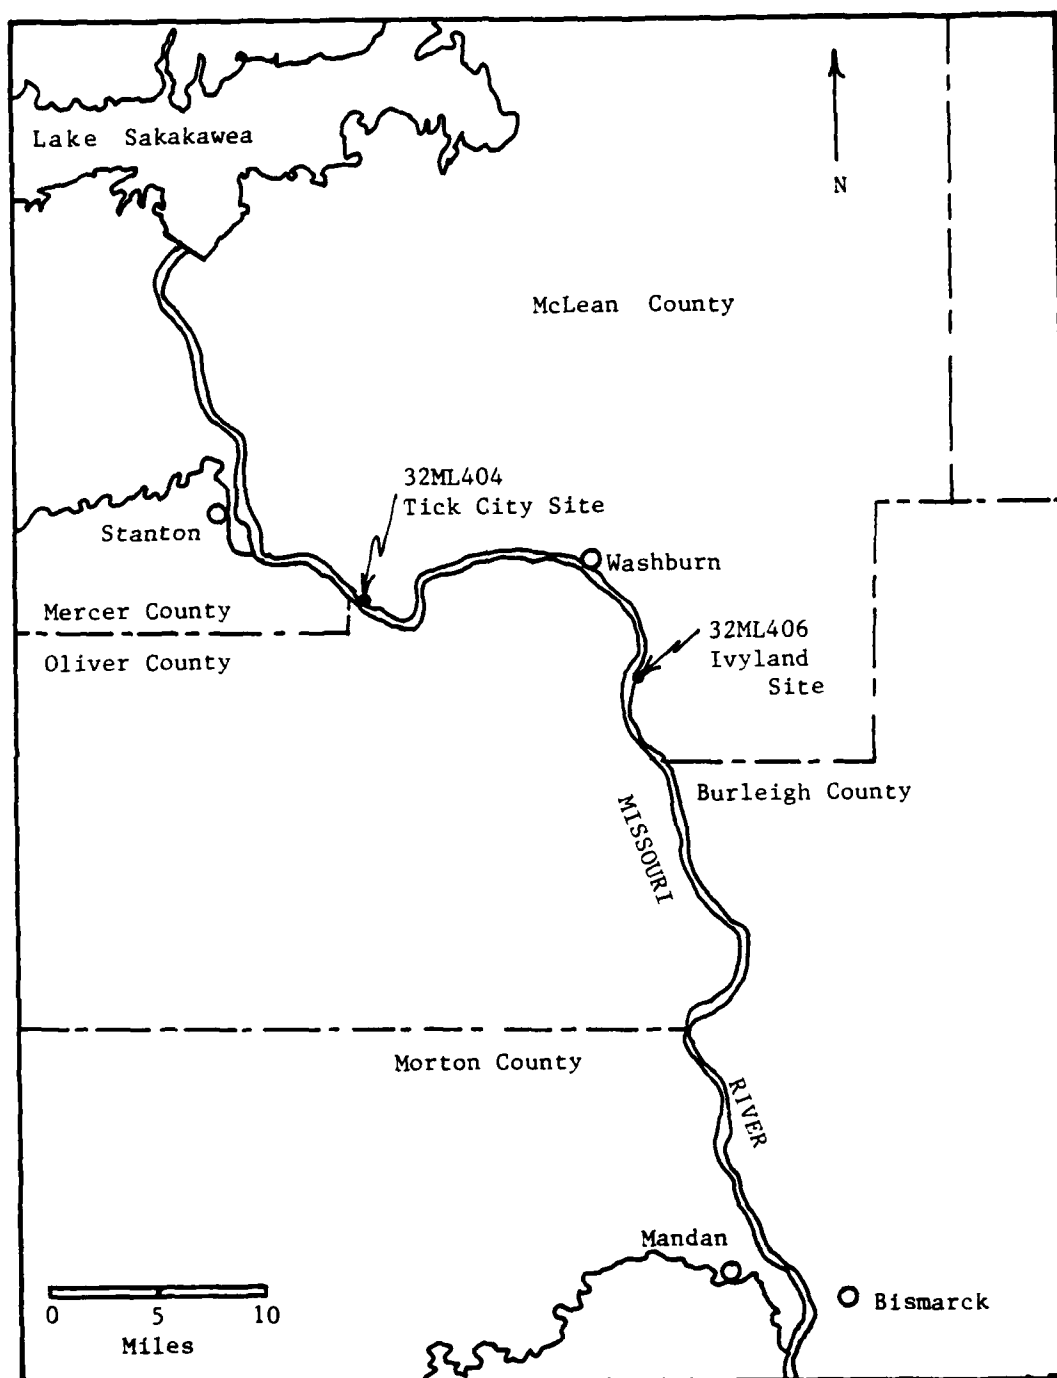 Lake Sakakawea
N
McLean County
32ML404
Tick City Site
Stanton
Washburn
Mercer County
Oliver County
32ML406
Ivyland
Site
Burleigh County
MISSOURI
Morton County
RIVER
Mandan
Bismarck
0 5 10
Miles